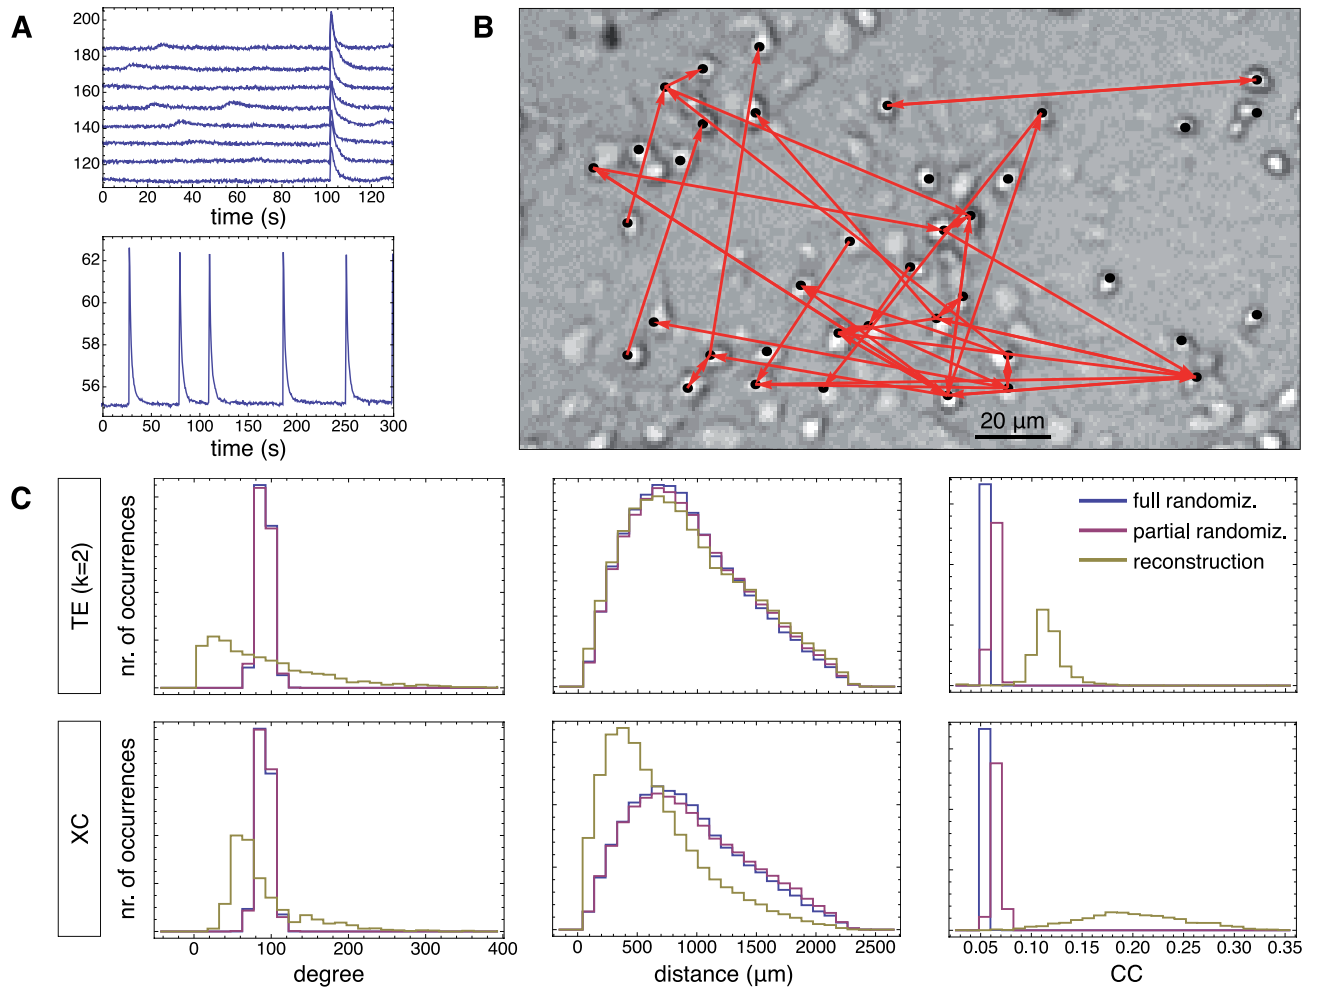 A
200
180
160
140
120
0 20 40 60 80 100 120
time (s)
62
60
58
56
0 50 100 150 200 250 300
time (s)
B
20 µm
C
TE (k=2)
nr. of occurrences
full randomiz.
partial randomiz.
reconstruction
XC
nr. of occurrences
0 100 200 300 400
degree
0 500 1000 1500 2000 2500
distance (µm)
0.05 0.10 0.15 0.20 0.25 0.30 0.35
CC